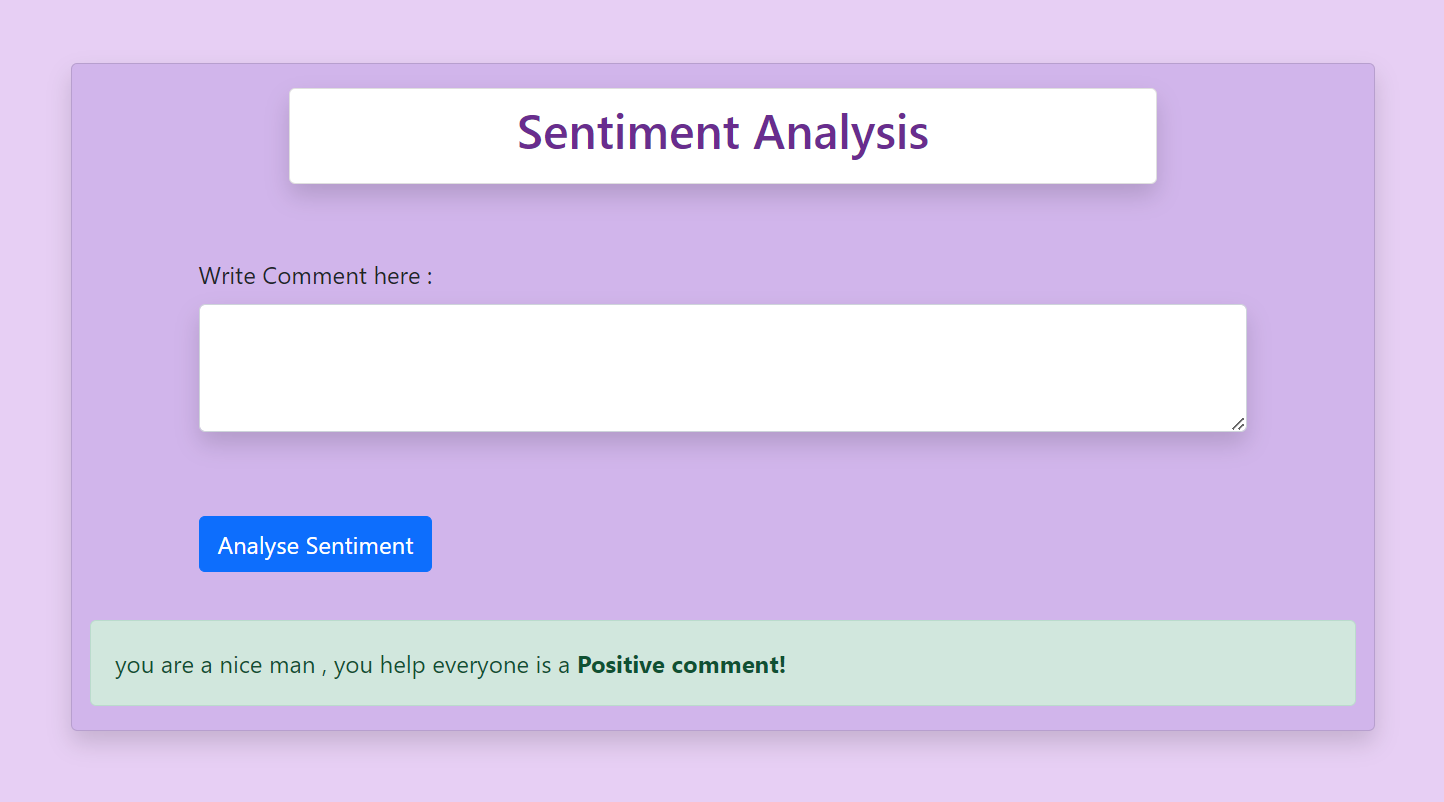 Sentiment Analysis
Write Comment here :
Analyse Sentiment
you are a nice man , you help everyone is a Positive comment!